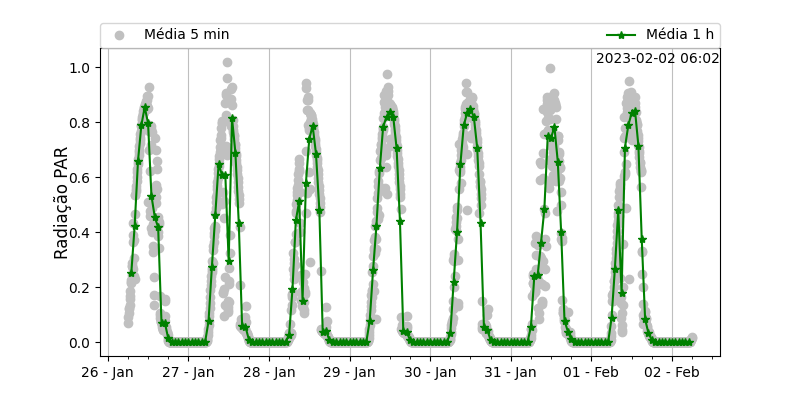 Média 5 min
Média 1 h
2023-02-02 06:02
Radiação PAR
1.0
0.8
0.6
0.4
0.2
0.0
26 - Jan
27 - Jan
28 - Jan
29 - Jan
30 - Jan
31 - Jan
01 - Feb
02 - Feb